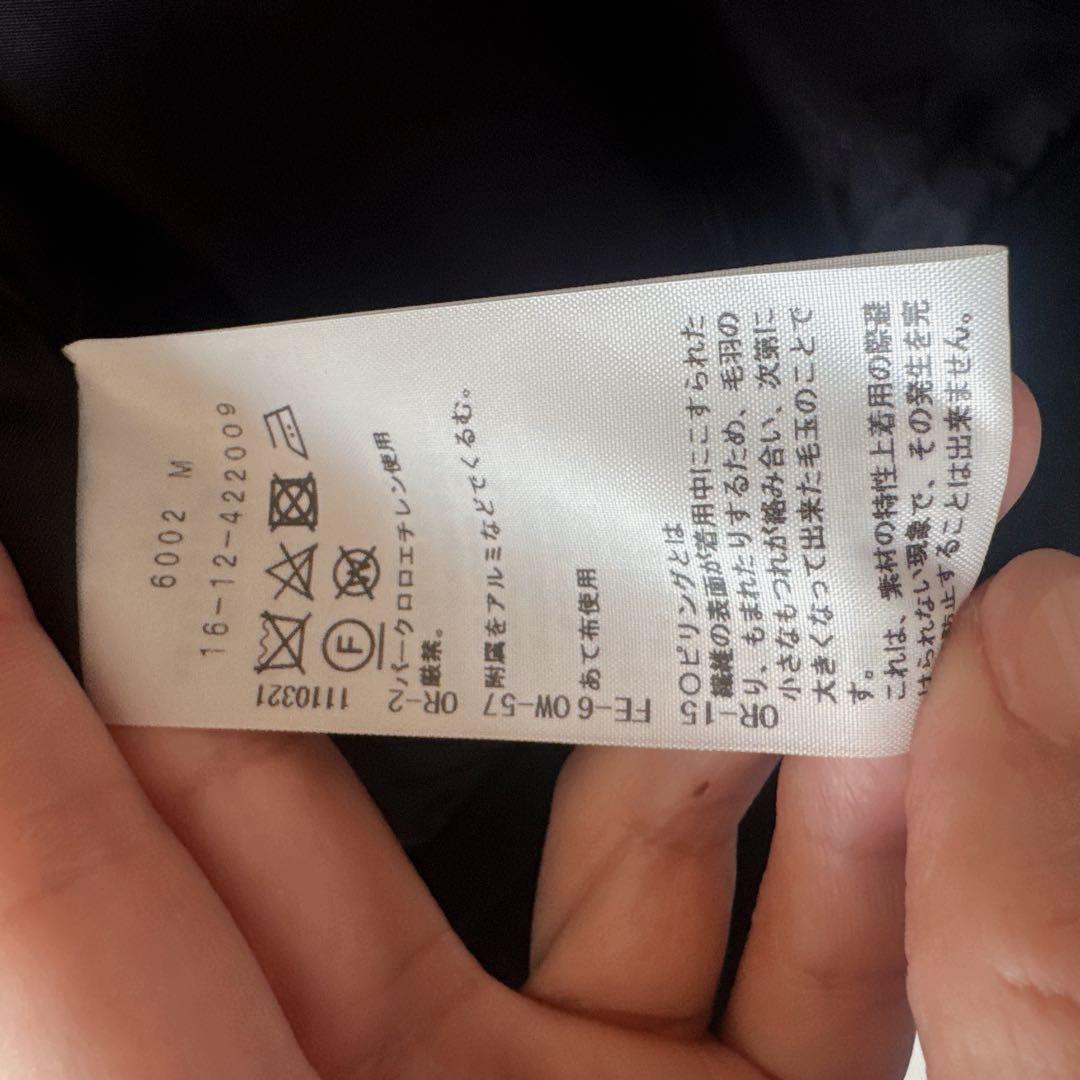 6002 M
16-12-422009
1110321
F W
OR-2
パークロロエチレン使用
厳禁。
OW-57
附属をアルミなどでくるむ。
FE-6
あて布使用
OR-15
○ピリングとは
繊維の表面が着用中にこすられた
り、もまれたりするため、毛羽の
小さなもつれが絡み合い、次第に
大きくなって出来た毛玉のことで
す。
これは、素材の特性上着用の際避
けられない現象で、その発生を完
防止することは出来ません。